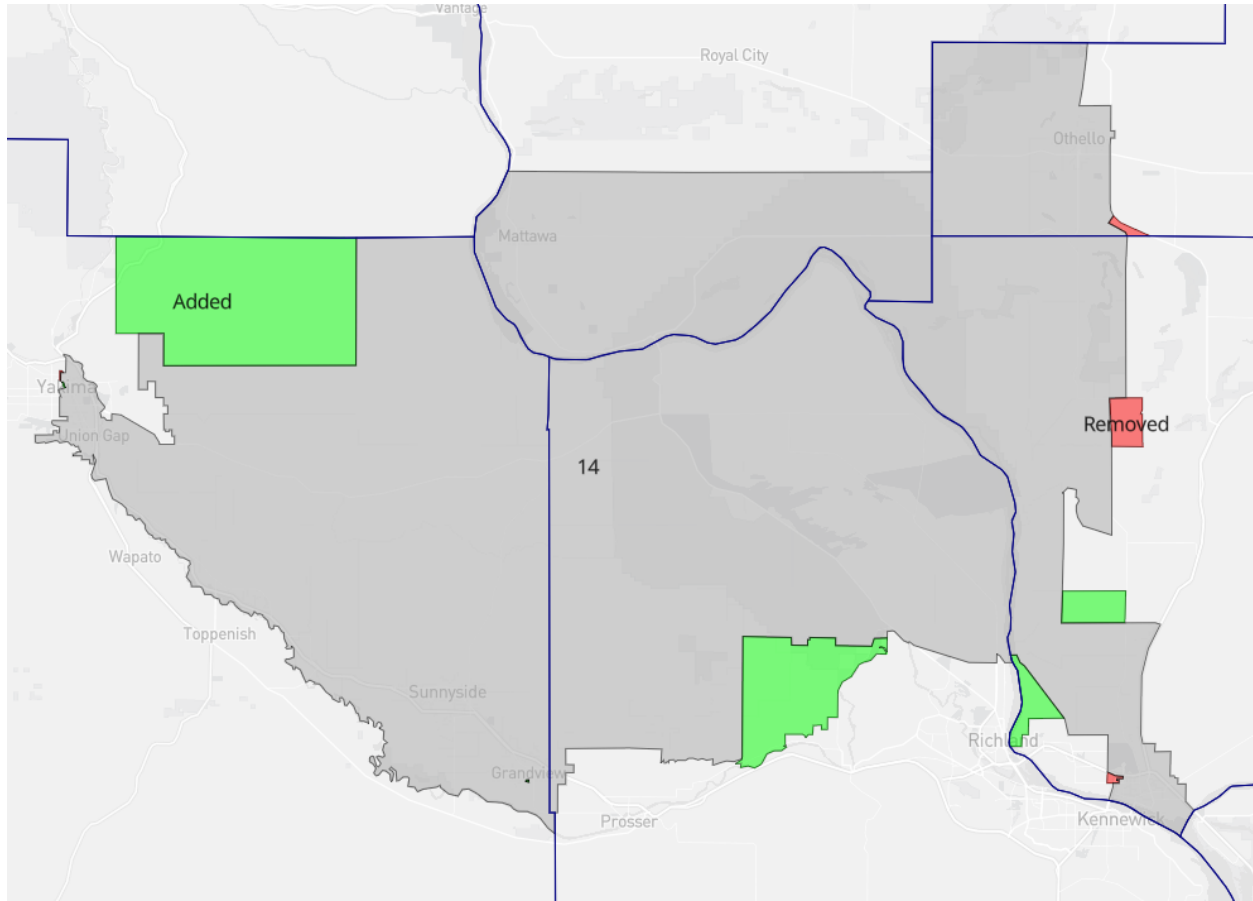 Vantage
Royal City
Othello
Mattawa
Added
Yakima
Union Gap
Removed
14
Wapato
Toppenish
Sunnyside
Richland
Grandview
Prosser
Kennewick